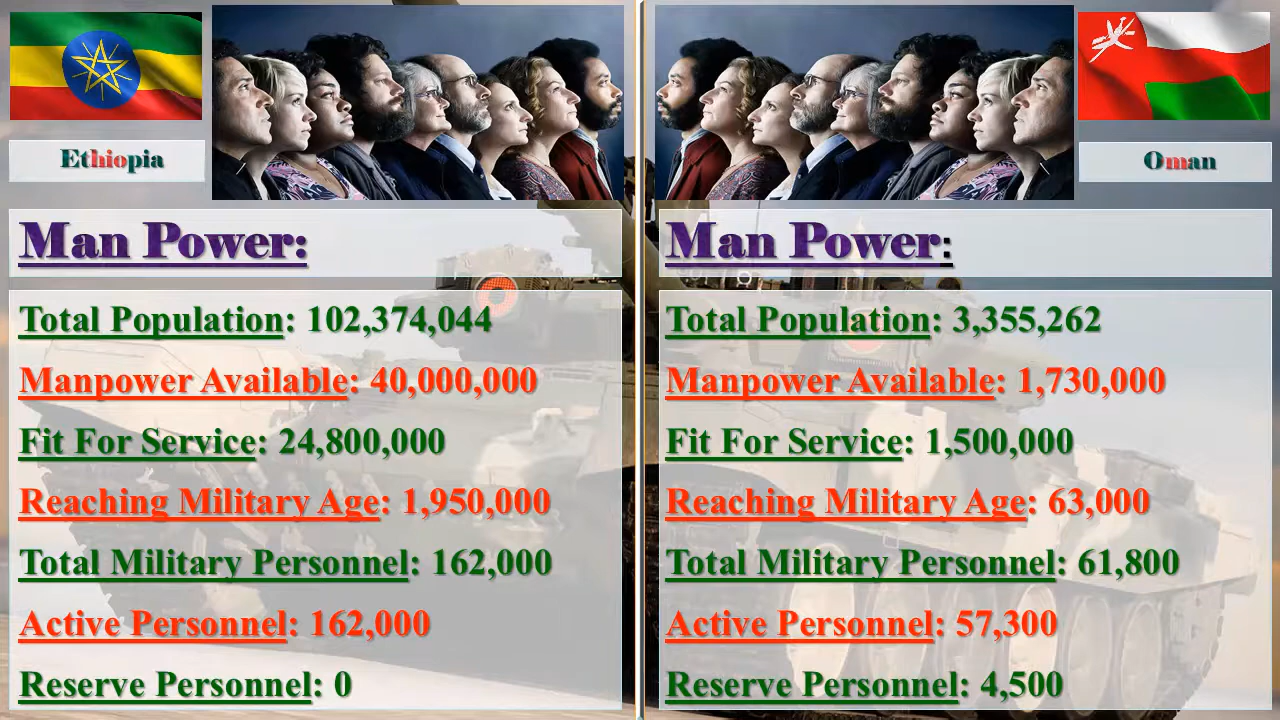 Ethiopia
Man Power:
Total Population: 102,374,044
Manpower Available: 40,000,000
Fit For Service: 24,800,000
Reaching Military Age: 1,950,000
Total Military Personnel: 162,000
Active Personnel: 162,000
Reserve Personnel: 0
Oman
Man Power:
Total Population: 3,355,262
Manpower Available: 1,730,000
Fit For Service: 1,500,000
Reaching Military Age: 63,000
Total Military Personnel: 61,800
Active Personnel: 57,300
Reserve Personnel: 4,500